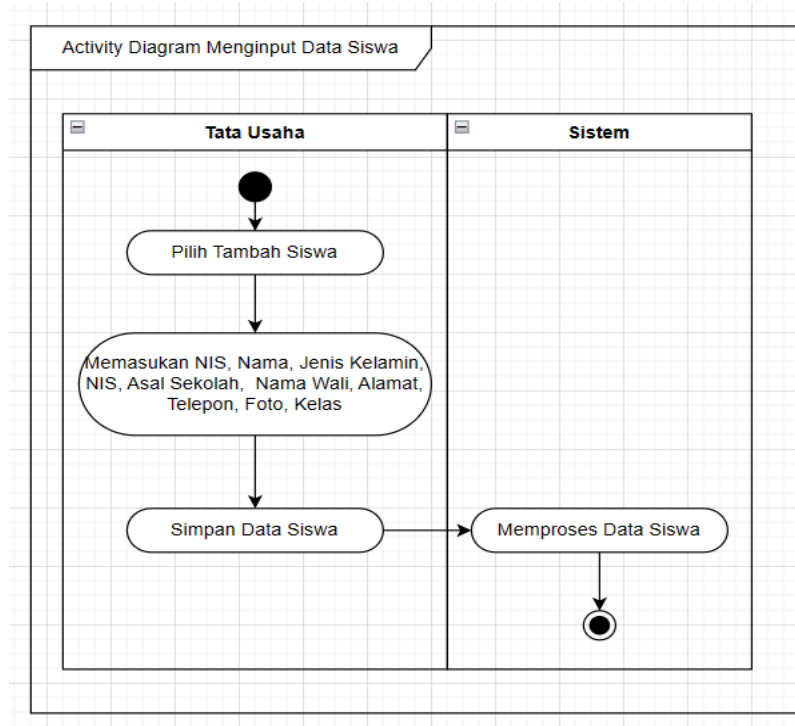 Activity Diagram Menginput Data Siswa
Tata Usaha
Sistem
Pilih Tambah Siswa
Memasukan NIS, Nama, Jenis Kelamin,
NIS, Asal Sekolah, Nama Wali, Alamat,
Telepon, Foto, Kelas
Simpan Data Siswa
Memproses Data Siswa